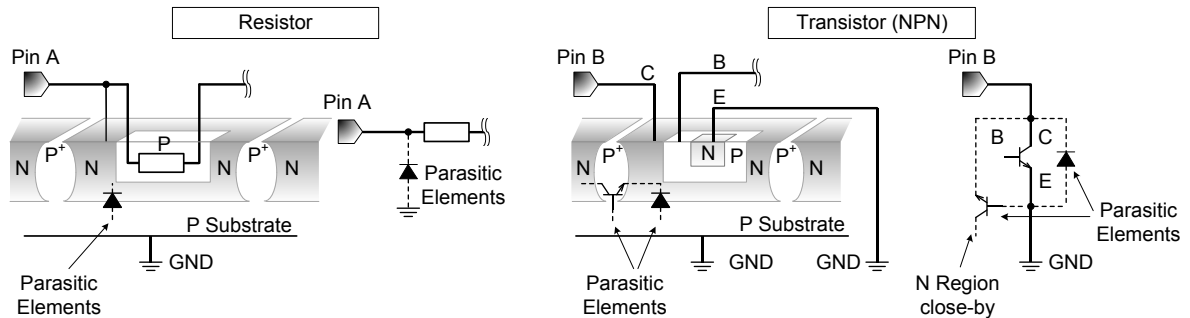 Resistor
Pin A
N
P+
N
P
P+
N
N
P Substrate
GND
Parasitic
Elements
Pin A
Parasitic
Elements
Transistor (NPN)
Pin B
C
B
E
N
P+
N
N
P
P+
N
N
P Substrate
GND
GND
Parasitic
Elements
Pin B
B
C
E
Parasitic
Elements
GND
N Region
close-by